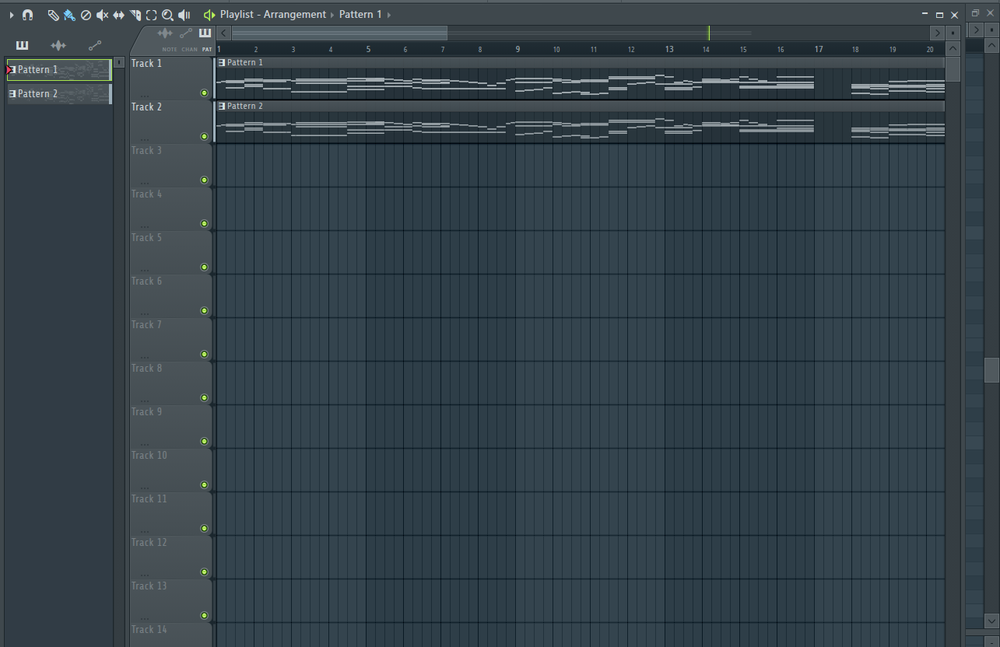 Playlist - Arrangement › Pattern 1 ›
NOTE CHAN PAT
1 2 3 4 5 6 7 8 9 10 11 12 13 14 15 16 17 18 19 20
Pattern 1
Pattern 2
Track 1
...
Pattern 1
Track 2
...
Pattern 2
Track 3
...
Track 4
...
Track 5
...
Track 6
...
Track 7
...
Track 8
...
Track 9
...
Track 10
...
Track 11
...
Track 12
...
Track 13
...
Track 14